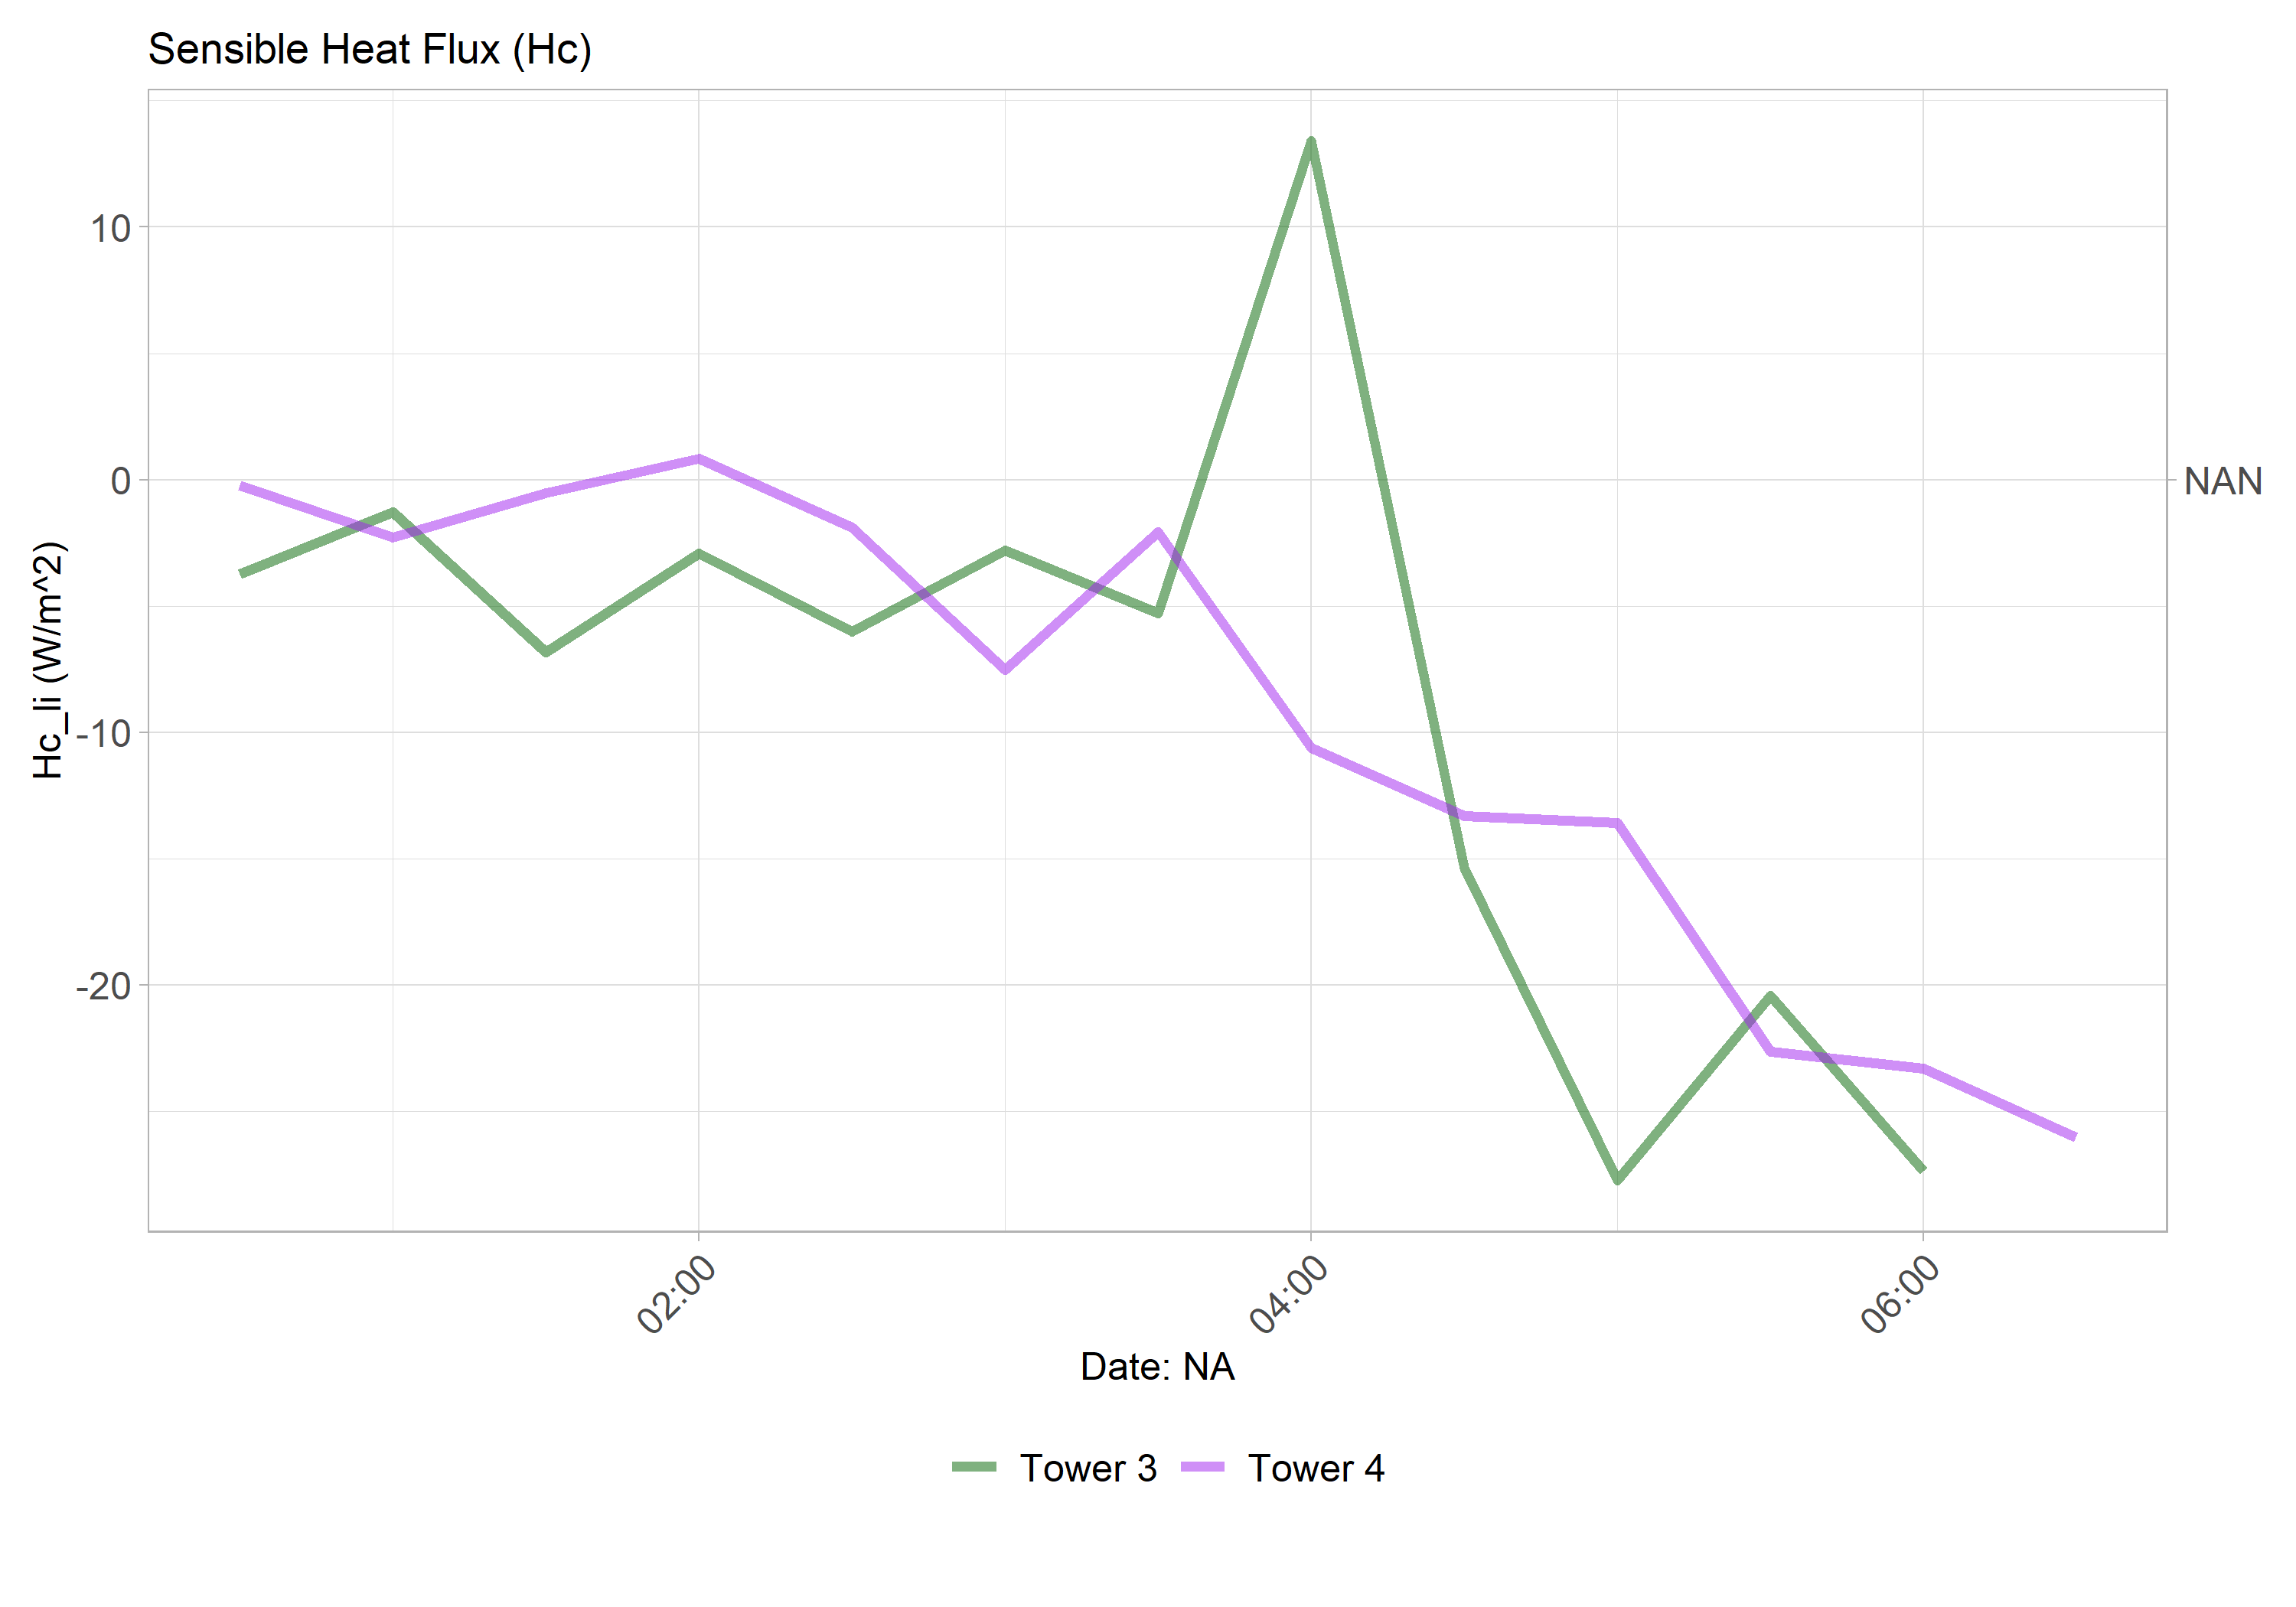 Sensible Heat Flux (Hc)
Hc_li (W/m^2)
10
0
-10
-20
NAN
02:00
04:00
06:00
Date: NA
Tower 3
Tower 4